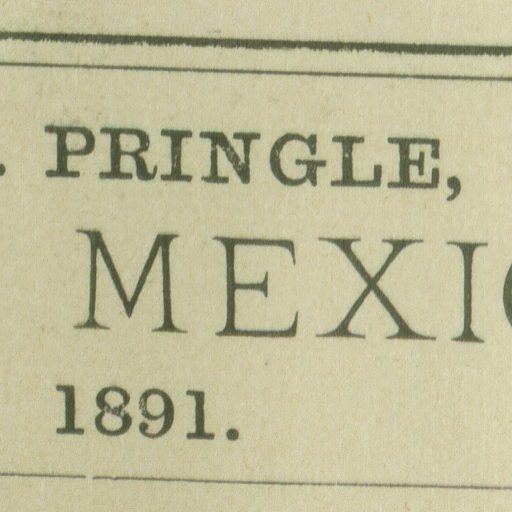 . PRINGLE,
MEXIC
1891.